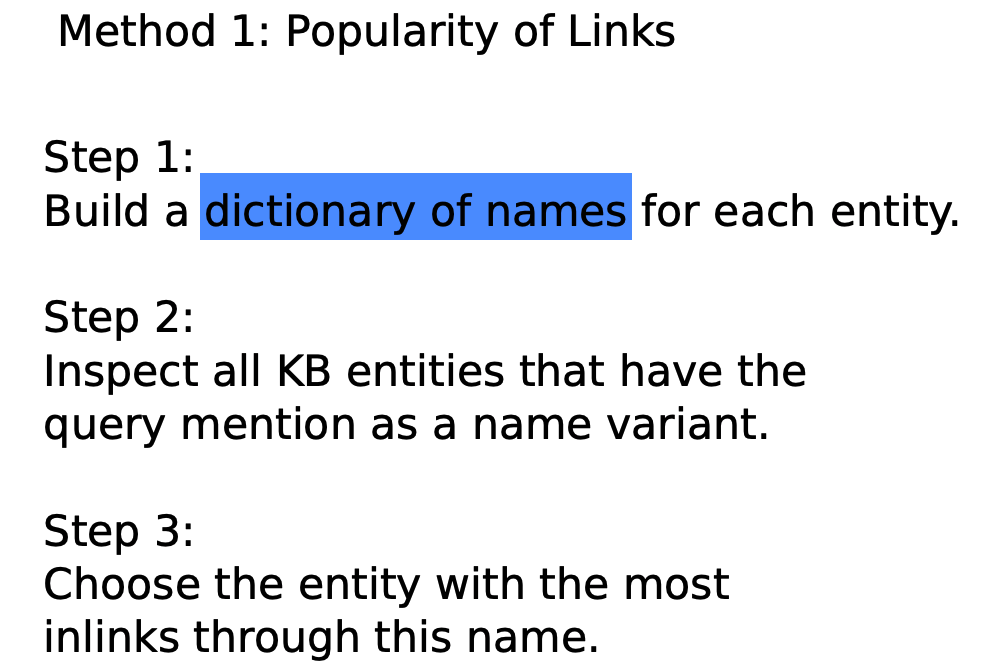 Method 1: Popularity of Links
Step 1:
Build a dictionary of names for each entity.
Step 2:
Inspect all KB entities that have the
query mention as a name variant.
Step 3:
Choose the entity with the most
inlinks through this name.